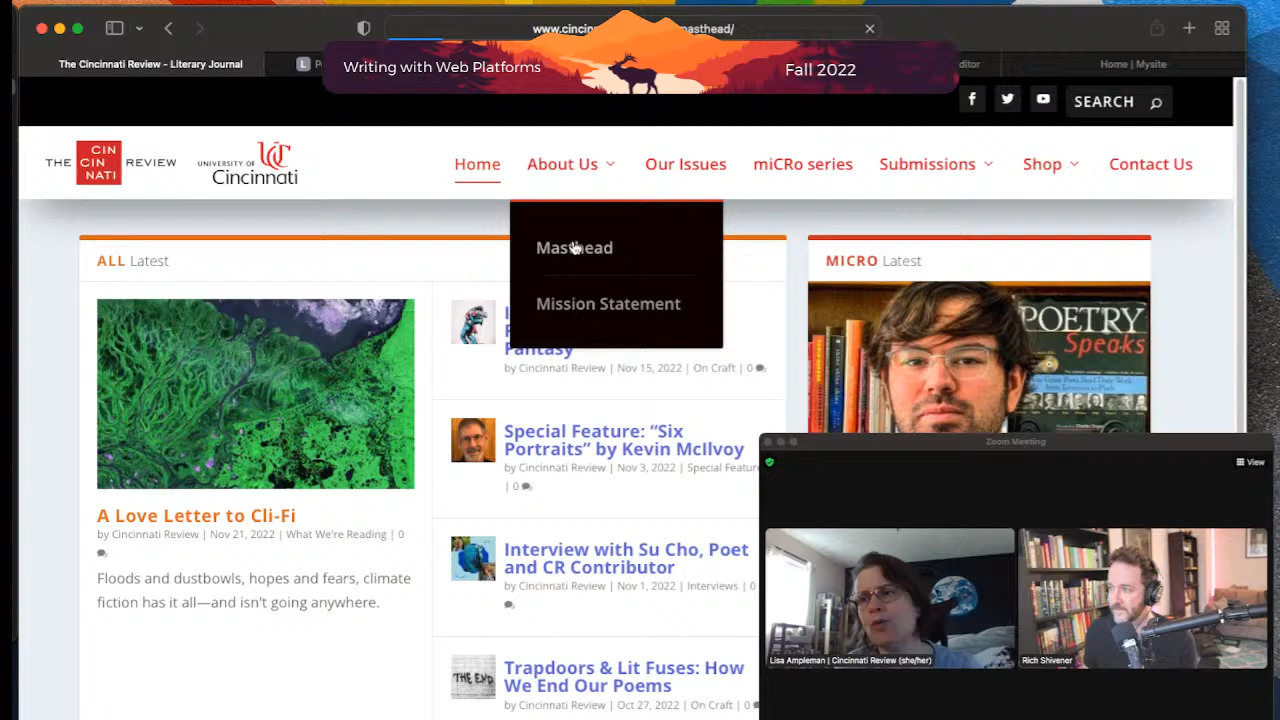 www.cincin
masthead/
The Cincinnati Review - Literary Journal
L
ditor
Home | Mysite
Writing with Web Platforms
Fall 2022
SEARCH
THE CIN CIN NATI REVIEW
UNIVERSITY OF
Cincinnati
Home
About Us
Our Issues
miCRo series
Submissions
Shop
Contact Us
Masthead
Mission Statement
ALL Latest
MICRO Latest
Fantasy
by Cincinnati Review | Nov 15, 2022 | On Craft | 0
POETRY
Speaks
Special Feature: “Six
Portraits” by Kevin McIlvoy
by Cincinnati Review | Nov 3, 2022 | Special Featur
| 0
A Love Letter to Cli-Fi
by Cincinnati Review | Nov 21, 2022 | What We're Reading | 0
Floods and dustbowls, hopes and fears, climate
fiction has it all—and isn't going anywhere.
Interview with Su Cho, Poet
and CR Contributor
by Cincinnati Review | Nov 1, 2022 | Interviews | 0
THE END
Trapdoors & Lit Fuses: How
We End Our Poems
by Cincinnati Review | Oct 27, 2022 | On Craft | 0
Zoom Meeting
View
Lisa Ampleman | Cincinnati Review (she/her)
Rich Shivener